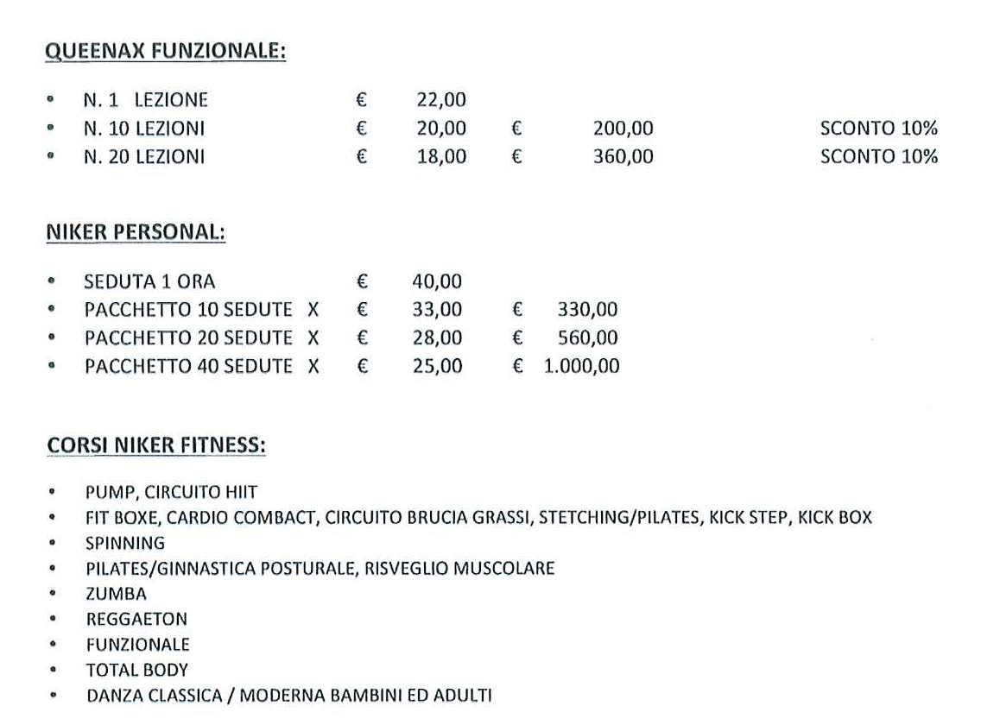 QUEENAX FUNZIONALE:
• N. 1 LEZIONE € 22,00
• N. 10 LEZIONI € 20,00 € 200,00 SCONTO 10%
• N. 20 LEZIONI € 18,00 € 360,00 SCONTO 10%
NIKER PERSONAL:
• SEDUTA 1 ORA € 40,00
• PACCHETTO 10 SEDUTE X € 33,00 € 330,00
• PACCHETTO 20 SEDUTE X € 28,00 € 560,00
• PACCHETTO 40 SEDUTE X € 25,00 € 1.000,00
CORSI NIKER FITNESS:
• PUMP, CIRCUITO HIIT
• FIT BOXE, CARDIO COMBACT, CIRCUITO BRUCIA GRASSI, STETCHING/PILATES, KICK STEP, KICK BOX
• SPINNING
• PILATES/GINNASTICA POSTURALE, RISVEGLIO MUSCOLARE
• ZUMBA
• REGGAETON
• FUNZIONALE
• TOTAL BODY
• DANZA CLASSICA / MODERNA BAMBINI ED ADULTI